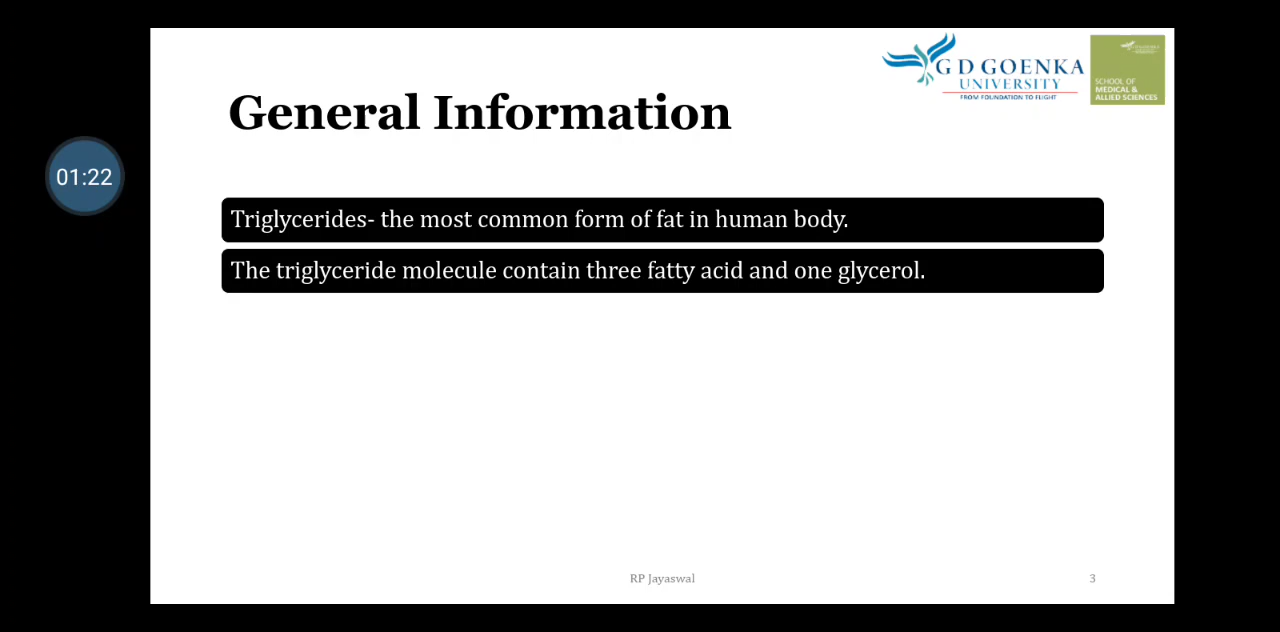 G D GOENKA
UNIVERSITY
FROM FOUNDATION TO FLIGHT
SCHOOL OF
MEDICAL &
ALLIED SCIENCES
General Information
01:22
Triglycerides- the most common form of fat in human body.
The triglyceride molecule contain three fatty acid and one glycerol.
RP Jayaswal
3